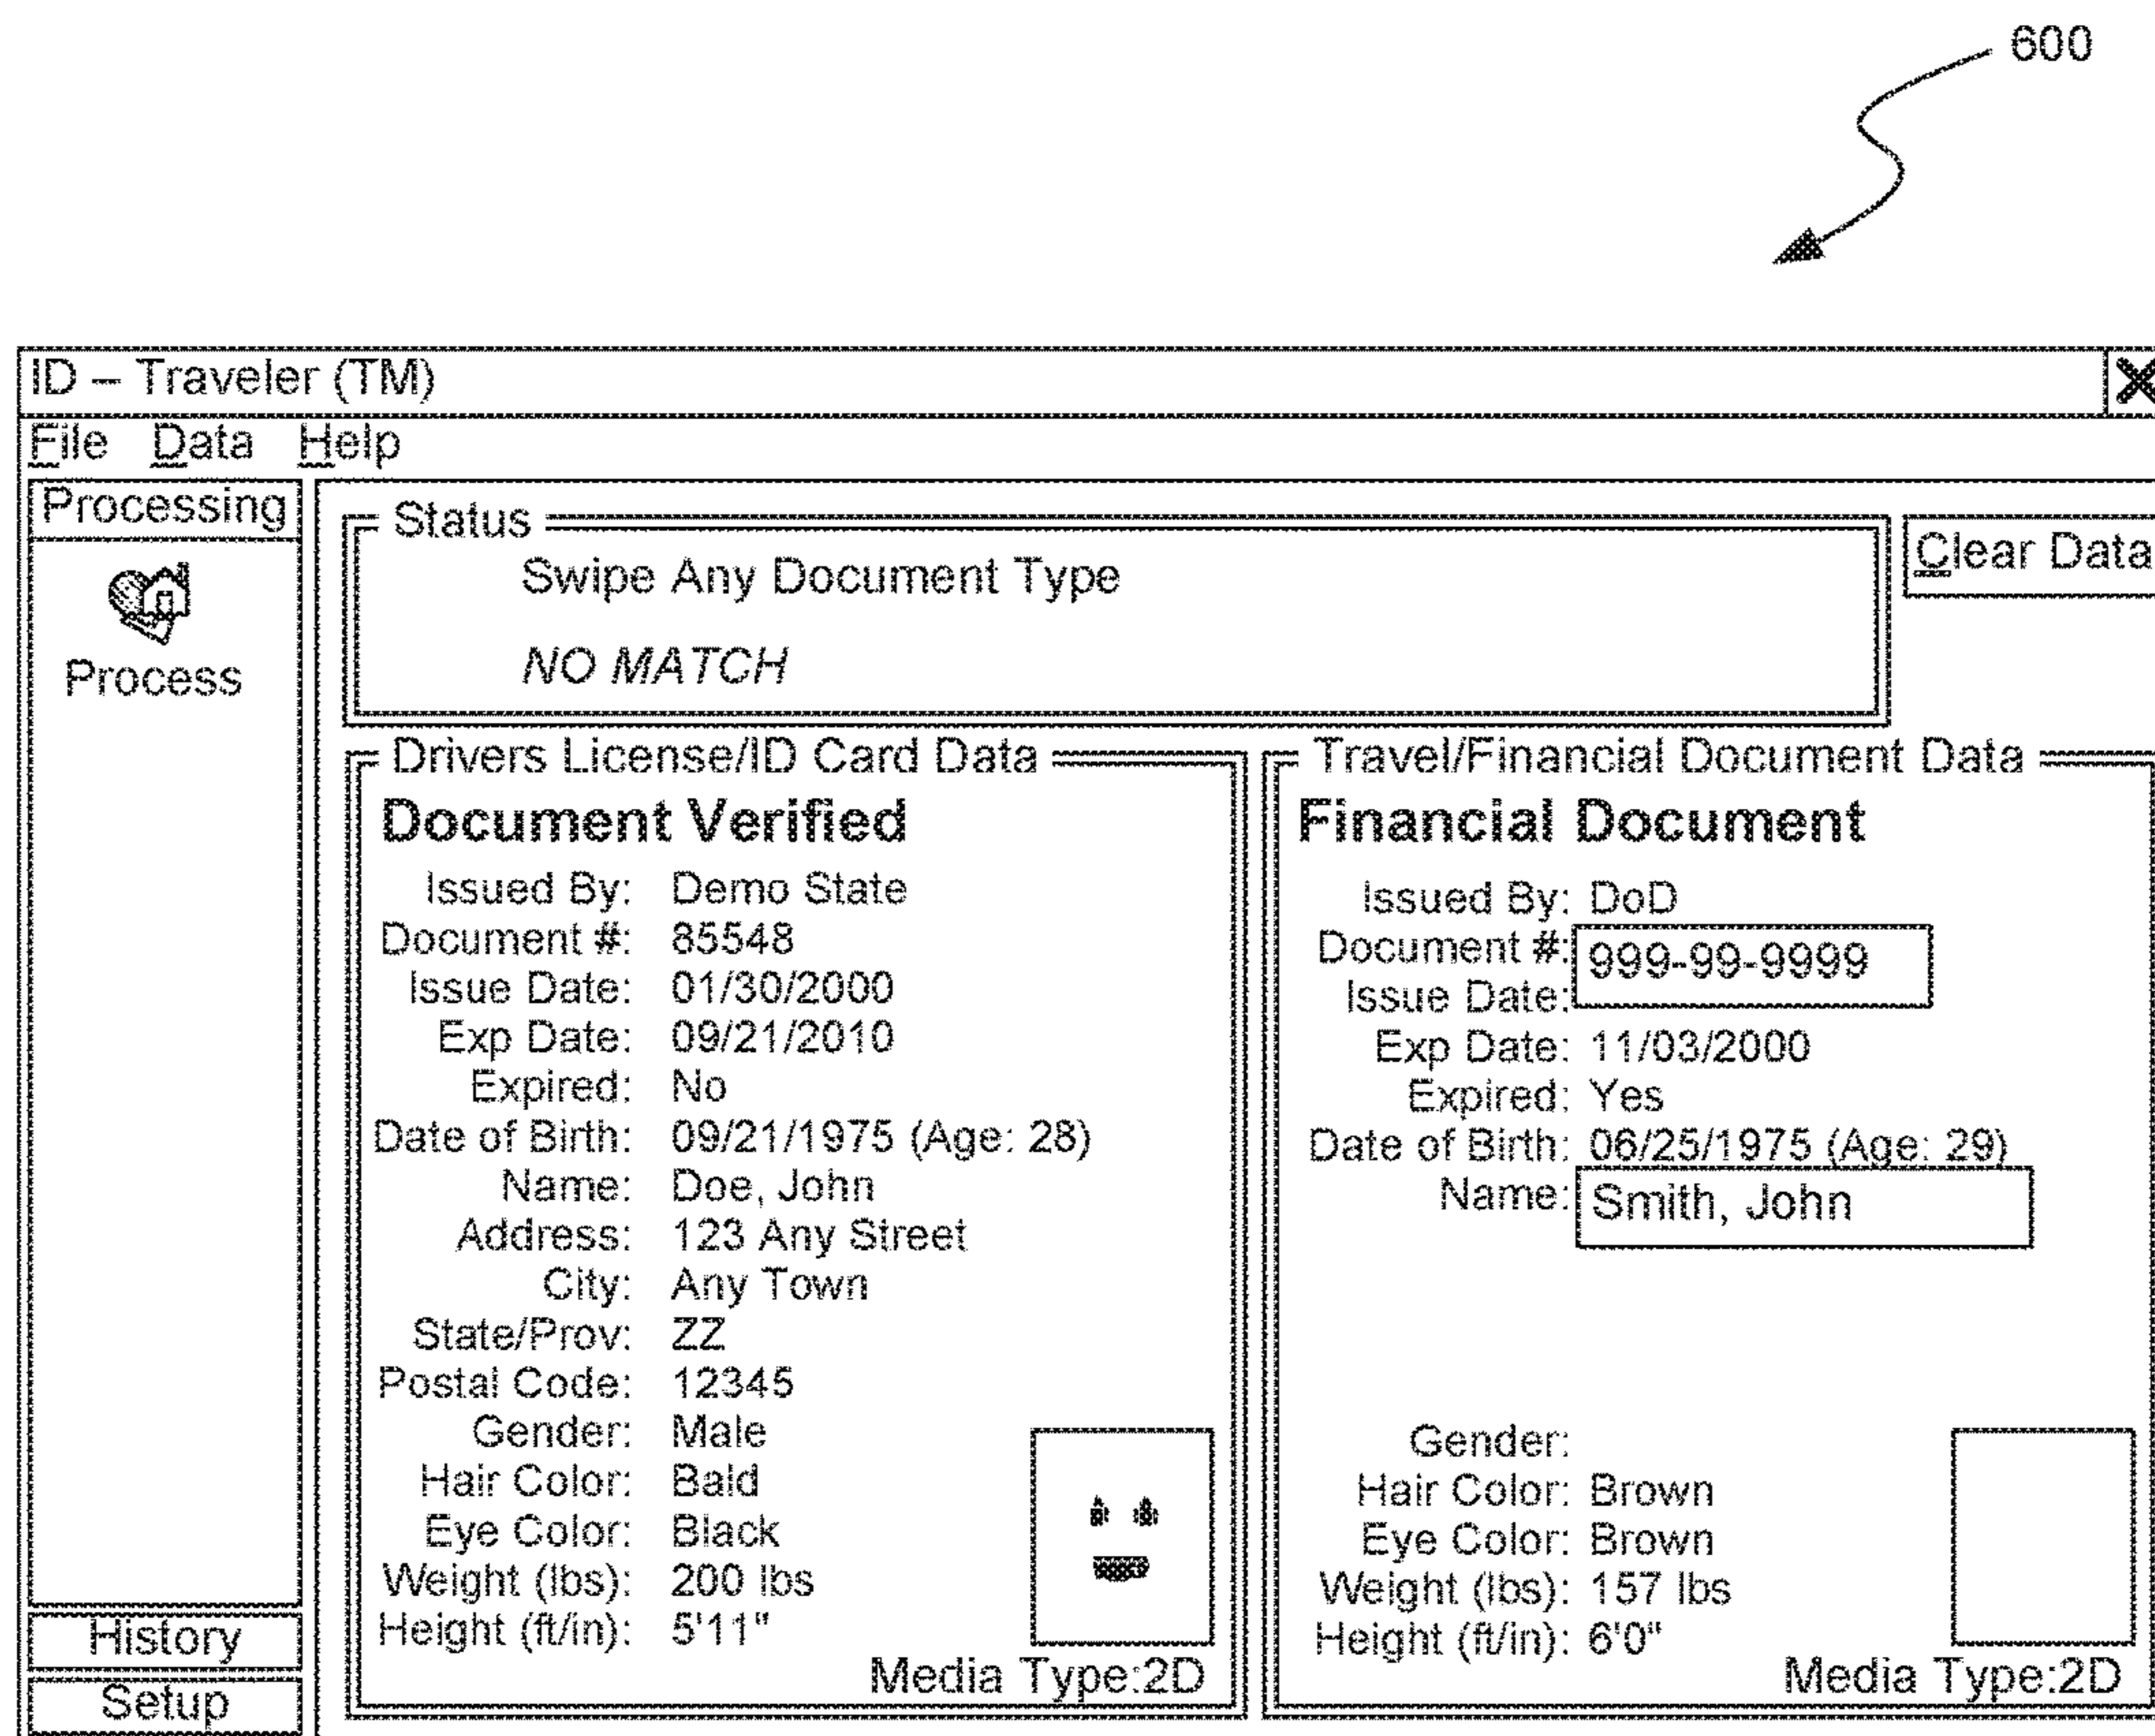 600
ID – Traveler (TM)
File Data Help
Processing
Process
History
Setup
Status
Swipe Any Document Type
NO MATCH
Clear Data
Drivers License/ID Card Data
Document Verified
Issued By: Demo State
Document #: 85548
Issue Date: 01/30/2000
Exp Date: 09/21/2010
Expired: No
Date of Birth: 09/21/1975 (Age: 28)
Name: Doe, John
Address: 123 Any Street
City: Any Town
State/Prov: ZZ
Postal Code: 12345
Gender: Male
Hair Color: Bald
Eye Color: Black
Weight (lbs): 200 lbs
Height (ft/in): 5'11"
Media Type:2D
Travel/Financial Document Data
Financial Document
Issued By: DoD
Document #: 999-99-9999
Issue Date:
Exp Date: 11/03/2000
Expired: Yes
Date of Birth: 06/25/1975 (Age: 29)
Name: Smith, John
Gender:
Hair Color: Brown
Eye Color: Brown
Weight (lbs): 157 lbs
Height (ft/in): 6'0"
Media Type:2D